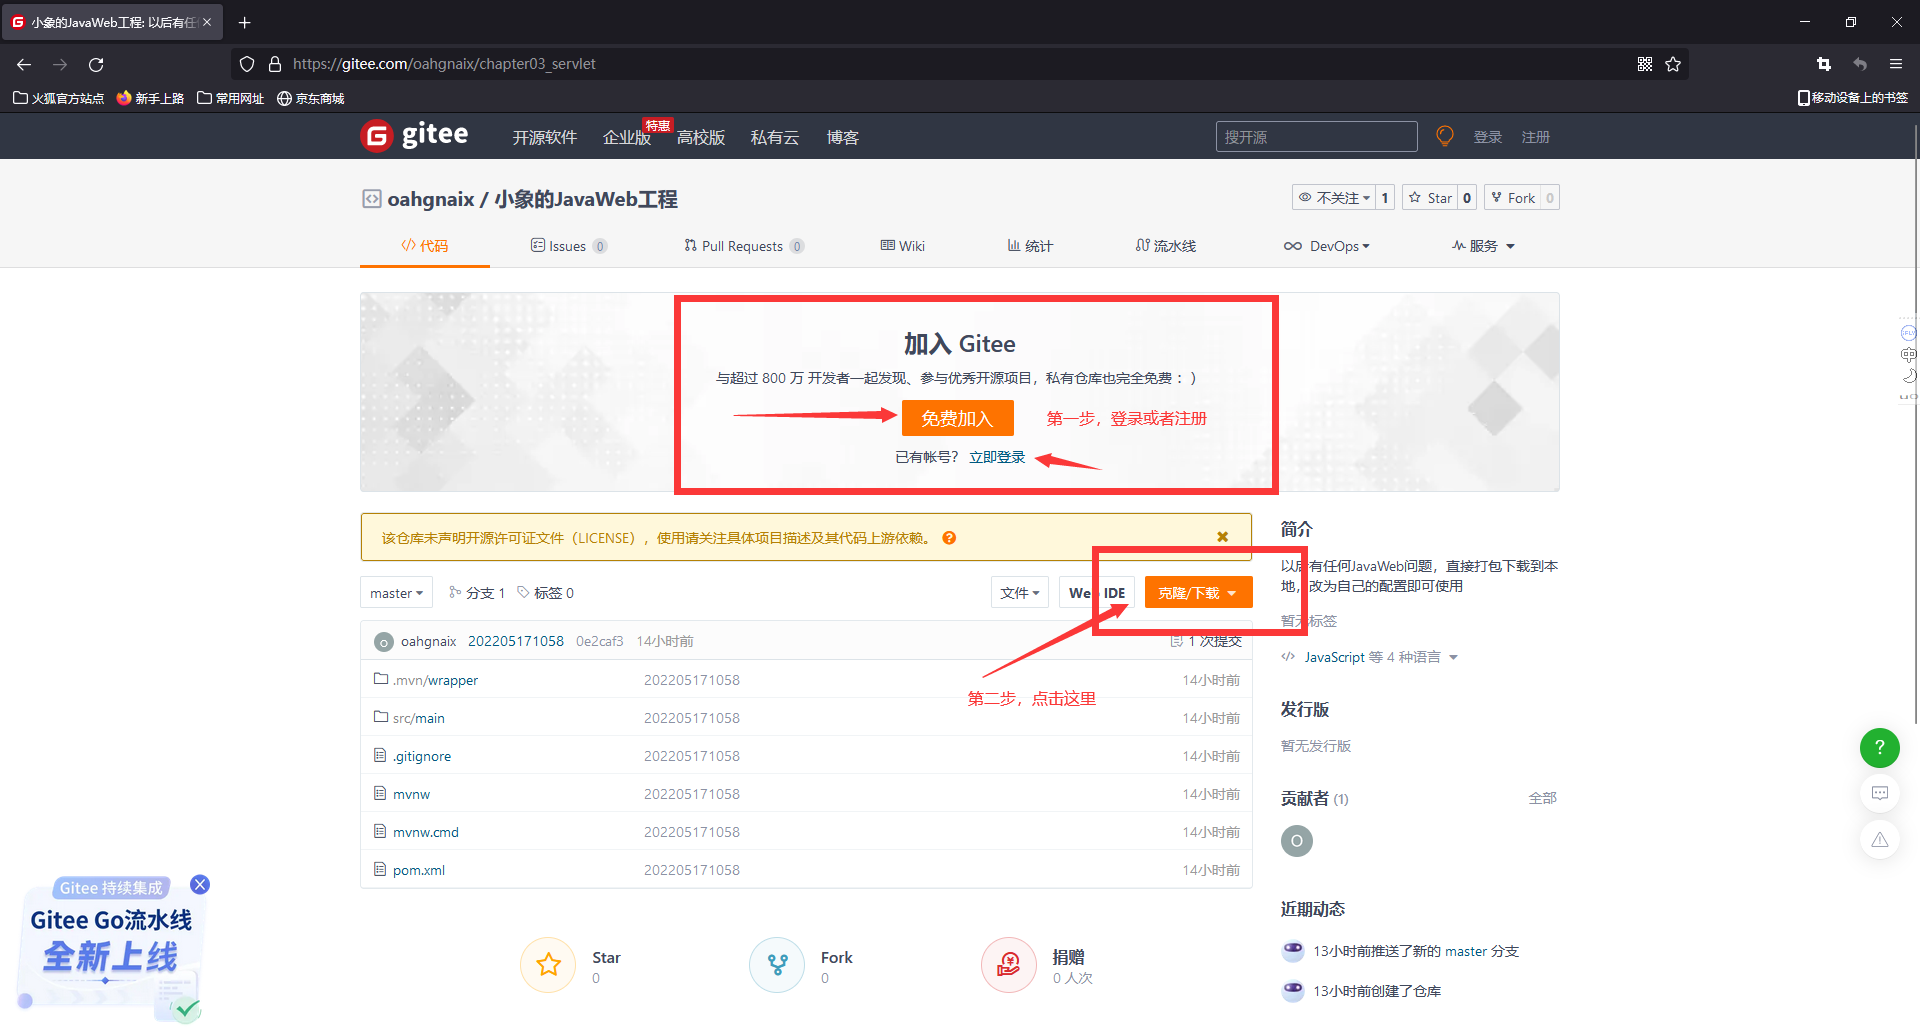 小象的JavaWeb工程: 以后有任
https://gitee.com/oahgnaix/chapter03_servlet
火狐官方站点 新手上路 常用网址 京东商城 移动设备上的书签
gitee 开源软件 企业版 特惠 高校版 私有云 博客 搜开源 登录 注册
oahgnaix / 小象的JavaWeb工程 不关注 1 Star 0 Fork 0
代码 Issues 0 Pull Requests 0 Wiki 统计 流水线 DevOps 服务
加入 Gitee
与超过 800 万 开发者一起发现、参与优秀开源项目，私有仓库也完全免费：）
免费加入 第一步，登录或者注册
已有帐号？ 立即登录
该仓库未声明开源许可证文件（LICENSE），使用请关注具体项目描述及其代码上游依赖。
master 分支 1 标签 0 文件 Web IDE 克隆/下载
oahgnaix 202205171058 0e2caf3 14小时前 1 次提交
.mvn/wrapper 202205171058 14小时前
src/main 202205171058 14小时前
第二步，点击这里
.gitignore 202205171058 14小时前
mvnw 202205171058 14小时前
mvnw.cmd 202205171058 14小时前
pom.xml 202205171058 14小时前
Star
0
Fork
0
捐赠
0 人次
简介
以后有任何JavaWeb问题，直接打包下载到本
地，改为自己的配置即可使用
暂无标签
JavaScript 等 4 种语言
发行版
暂无发行版
贡献者 (1) 全部
O
近期动态
13小时前推送了新的 master 分支
13小时前创建了仓库
Gitee 持续集成
Gitee Go流水线
全新上线